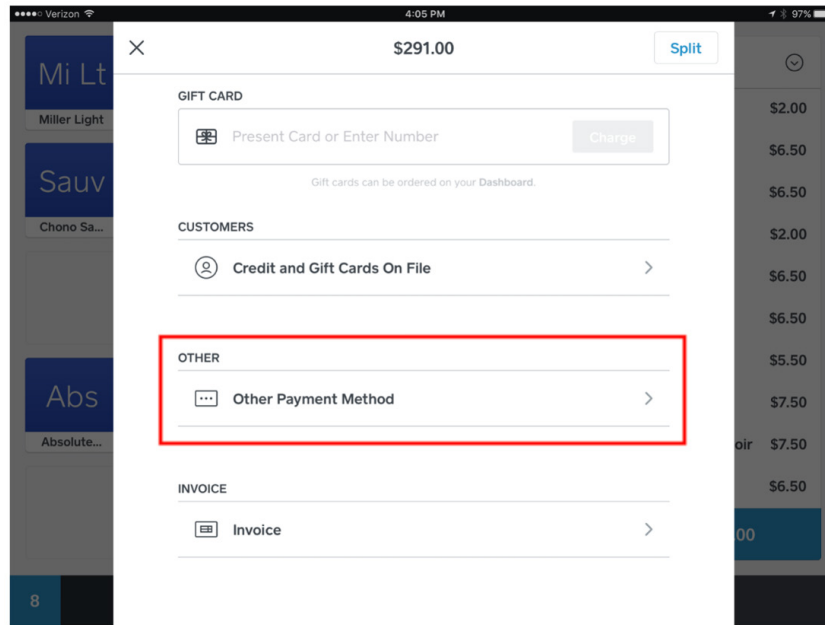 Verizon
4:05 PM
97%
$291.00
Split
GIFT CARD
Present Card or Enter Number
Charge
Gift cards can be ordered on your Dashboard.
CUSTOMERS
Credit and Gift Cards On File
OTHER
Other Payment Method
INVOICE
Invoice
Mi Lt
Miller Light
Sauv
Chono Sa...
Abs
Absolute...
8
$2.00
$6.50
$6.50
$2.00
$6.50
$6.50
$5.50
$7.50
oir $7.50
$6.50
.00